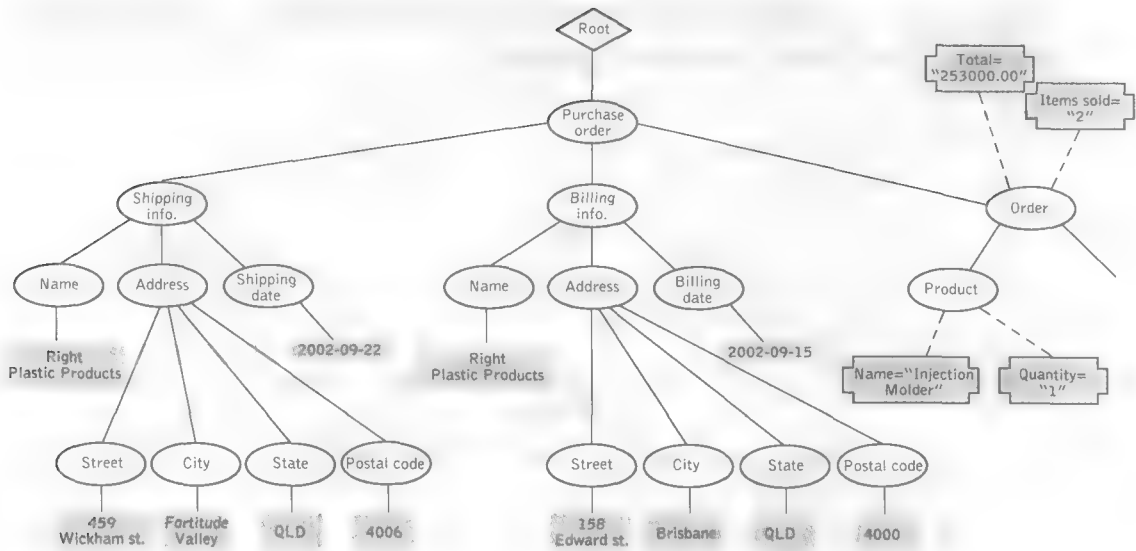 Root
Total=
"253000.00"
Items sold=
"2"
Purchase
order
Shipping
info.
Billing
info.
Order
Name
Address
Shipping
date
Name
Address
Billing
date
Product
Right
Plastic Products
2002-09-22
Right
Plastic Products
2002-09-15
Name="Injection
Molder"
Quantity=
"1"
Street
City
State
Postal code
Street
City
State
Postal code
459
Wickham st.
Fortitude
Valley
QLD
4006
158
Edward st.
Brisbane
QLD
4000